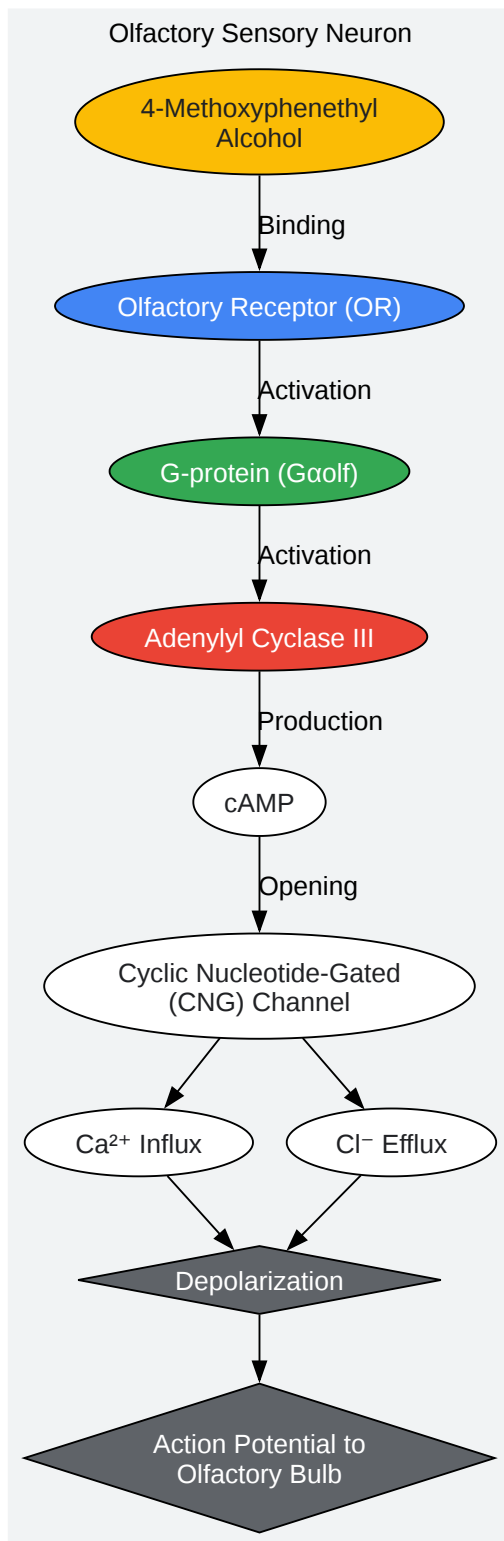 Olfactory Sensory Neuron
4-Methoxyphenethyl
Alcohol
Binding
Olfactory Receptor (OR)
Activation
G-protein (Gαolf)
Activation
Adenylyl Cyclase III
Production
cAMP
Opening
Cyclic Nucleotide-Gated
(CNG) Channel
Ca²⁺ Influx
Cl⁻ Efflux
Depolarization
Action Potential to
Olfactory Bulb